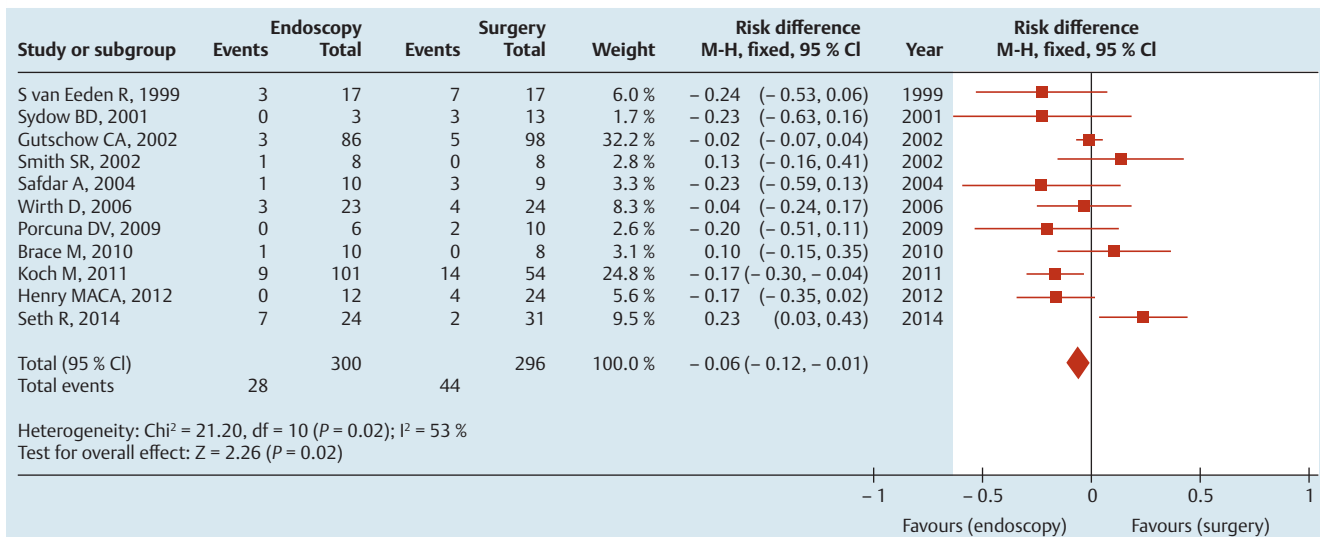 Endoscopy Surgery Risk difference Risk difference
Study or subgroup Events Total Events Total Weight M-H, fixed, 95 % Cl Year M-H, fixed, 95 % Cl
S van Eeden R, 1999 3 17 7 17 6.0 % – 0.24 (– 0.53, 0.06) 1999
Sydow BD, 2001 0 3 3 13 1.7 % – 0.23 (– 0.63, 0.16) 2001
Gutschow CA, 2002 3 86 5 98 32.2 % – 0.02 (– 0.07, 0.04) 2002
Smith SR, 2002 1 8 0 8 2.8 % 0.13 (– 0.16, 0.41) 2002
Safdar A, 2004 1 10 3 9 3.3 % – 0.23 (– 0.59, 0.13) 2004
Wirth D, 2006 3 23 4 24 8.3 % – 0.04 (– 0.24, 0.17) 2006
Porcuna DV, 2009 0 6 2 10 2.6 % – 0.20 (– 0.51, 0.11) 2009
Brace M, 2010 1 10 0 8 3.1 % 0.10 (– 0.15, 0.35) 2010
Koch M, 2011 9 101 14 54 24.8 % – 0.17 (– 0.30, – 0.04) 2011
Henry MACA, 2012 0 12 4 24 5.6 % – 0.17 (– 0.35, 0.02) 2012
Seth R, 2014 7 24 2 31 9.5 % 0.23 (0.03, 0.43) 2014
Total (95 % Cl) 300 296 100.0 % – 0.06 (– 0.12, – 0.01)
Total events 28 44
Heterogeneity: Chi² = 21.20, df = 10 (P = 0.02); I² = 53 %
Test for overall effect: Z = 2.26 (P = 0.02)
– 1 – 0.5 0 0.5 1
Favours (endoscopy) Favours (surgery)